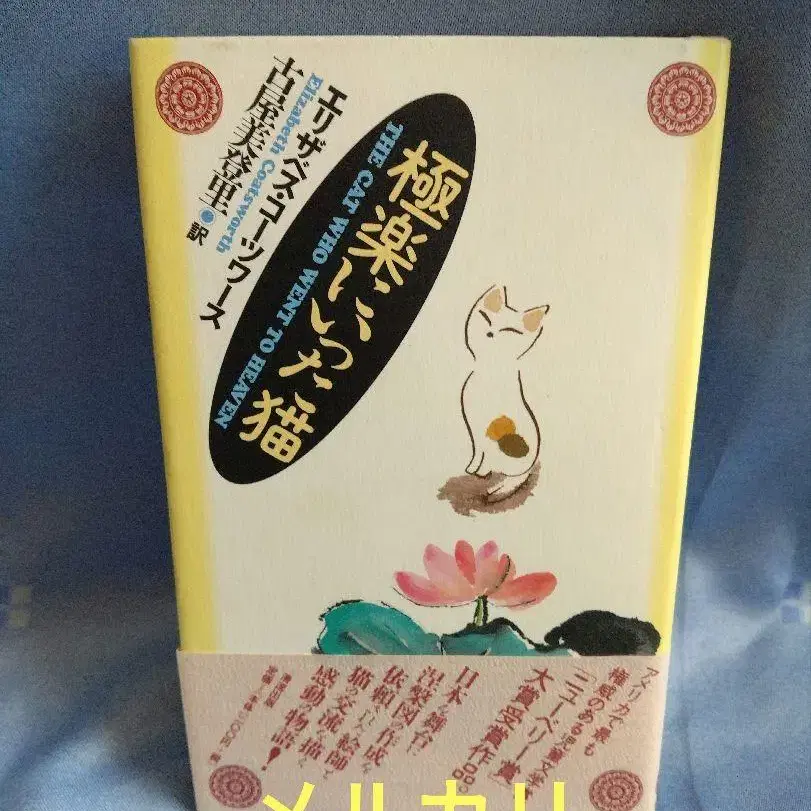 エリザベス・コーツワース
Elizabeth Coatsworth
古屋美登里・訳
極楽にいった猫
THE CAT WHO WENT TO HEAVEN
アメリカで最も
権威のある児童文学
「ニューベリー賞」
大賞受賞作品。
日本を舞台に
涅槃図の作成を
依頼された絵師と
猫の交流を描く
感動の物語!
メルカリ